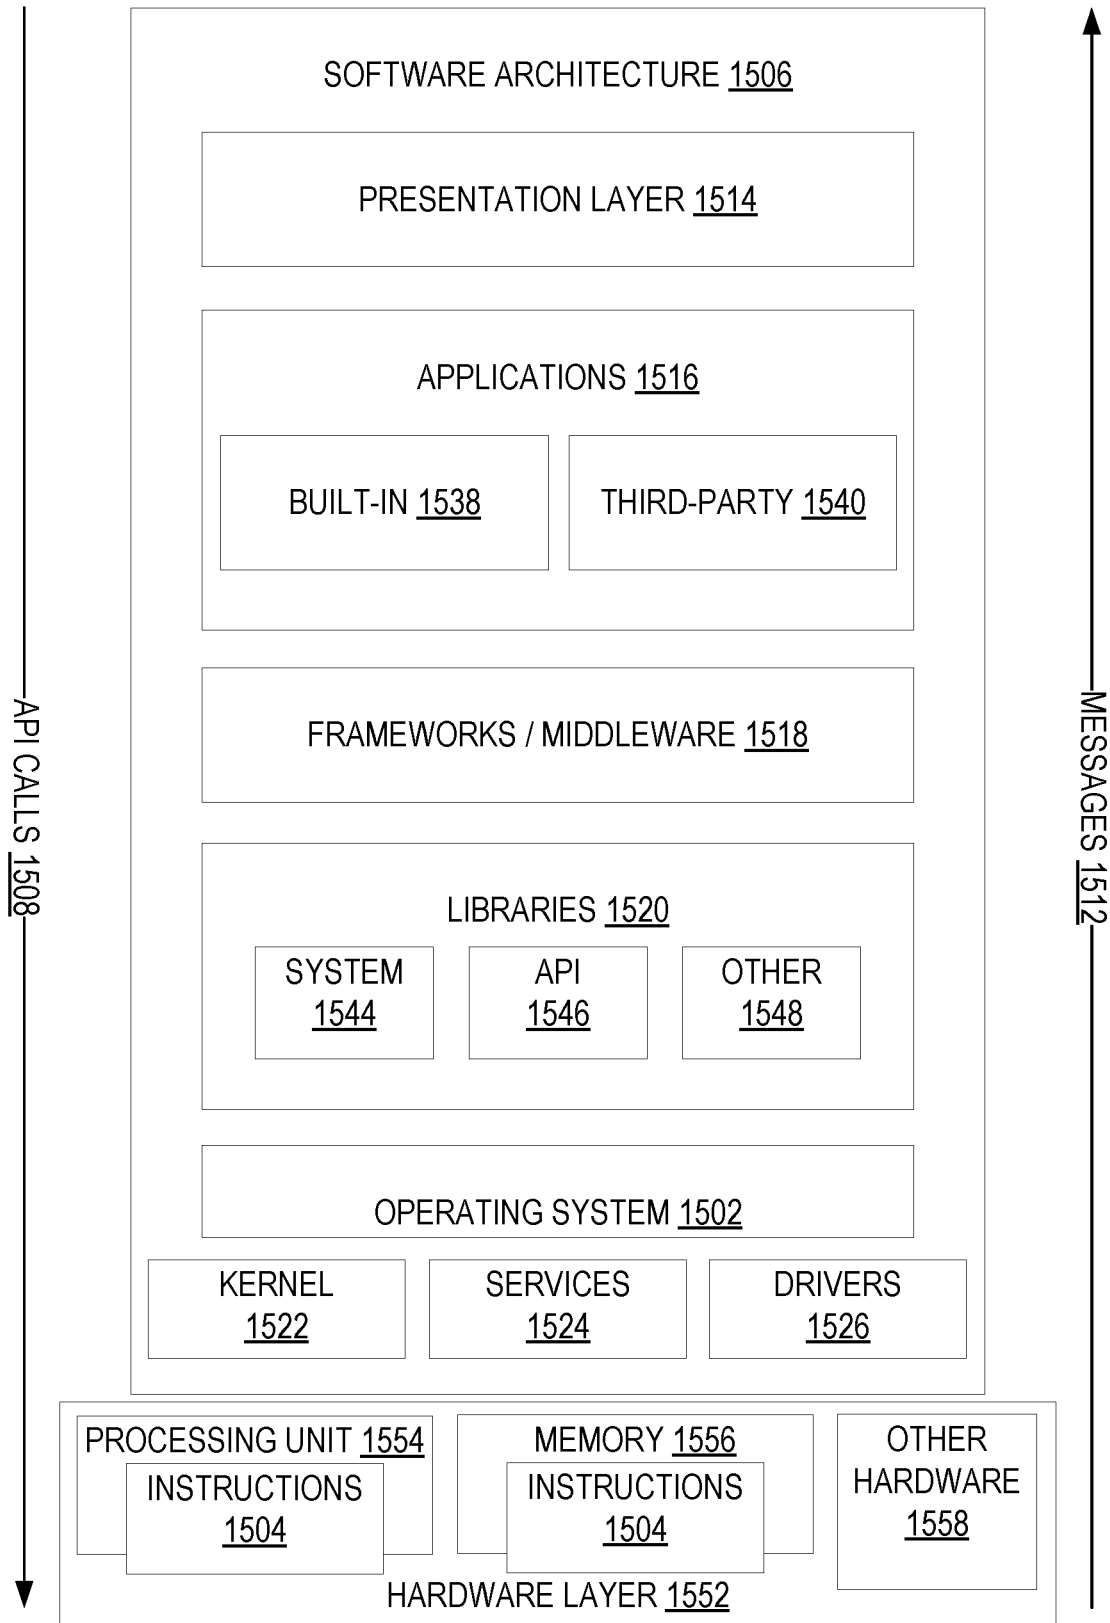 SOFTWARE ARCHITECTURE 1506
PRESENTATION LAYER 1514
APPLICATIONS 1516
BUILT-IN 1538
THIRD-PARTY 1540
FRAMEWORKS / MIDDLEWARE 1518
API CALLS 1508
MESSAGES 1512
LIBRARIES 1520
SYSTEM
1544
API
1546
OTHER
1548
OPERATING SYSTEM 1502
KERNEL
1522
SERVICES
1524
DRIVERS
1526
PROCESSING UNIT 1554
INSTRUCTIONS
1504
MEMORY 1556
INSTRUCTIONS
1504
OTHER
HARDWARE
1558
HARDWARE LAYER 1552